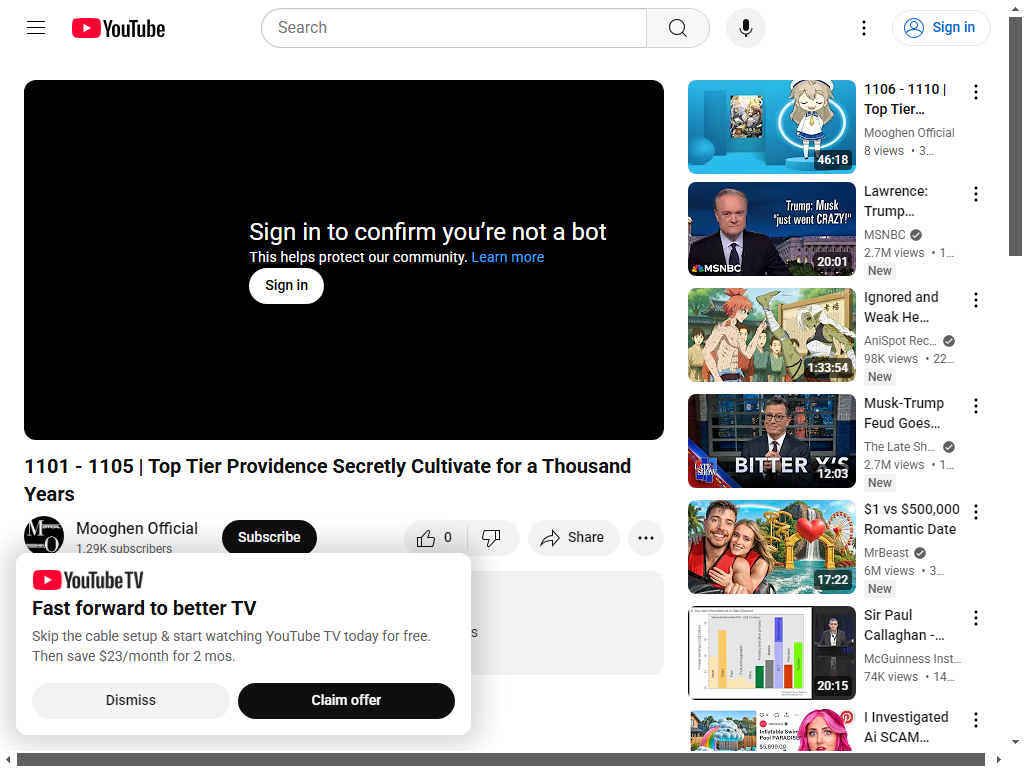 YouTube
Search
Sign in
Sign in to confirm you’re not a bot
This helps protect our community. Learn more
Sign in
1101 - 1105 | Top Tier Providence Secretly Cultivate for a Thousand
Years
Mooghen Official
1.29K subscribers
Subscribe
0
Share
YouTube TV
Fast forward to better TV
Skip the cable setup & start watching YouTube TV today for free.
Then save $23/month for 2 mos.
Dismiss
Claim offer
46:18
1106 - 1110 |
Top Tier…
Mooghen Official
8 views • 3…
Trump: Musk
"just went CRAZY!"
MSNBC
20:01
Lawrence:
Trump…
MSNBC
2.7M views • 1…
New
1:33:54
Ignored and
Weak He…
AniSpot Rec…
98K views • 22…
New
LATE SHOW
BITTER X'S
12:03
Musk-Trump
Feud Goes…
The Late Sh…
2.7M views • 1…
New
17:22
$1 vs $500,000
Romantic Date
MrBeast
6M views • 3…
New
20:15
Sir Paul
Callaghan -…
McGuinness Inst…
74K views • 14…
Inflatable Swim
Pool PARADISE
$5,899.00
I Investigated
Ai SCAM…